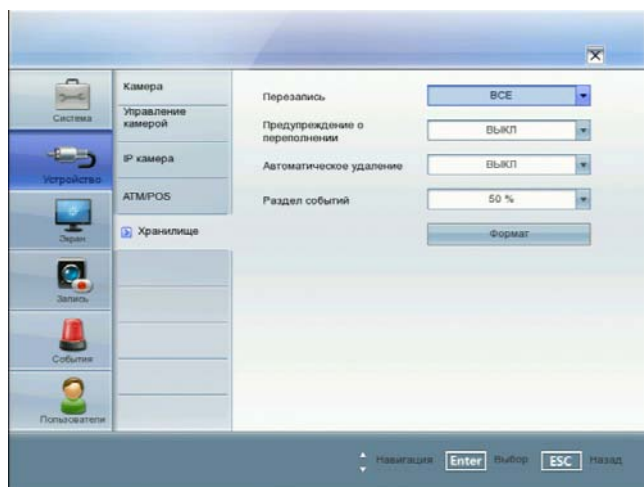 Система
Устройство
Экран
Запись
События
Пользователи
Камера
Управление
камерой
IP камера
ATM/POS
Хранилище
Перезапись
ВСЕ
Предупреждение о
переполнении
ВЫКЛ
Автоматическое удаление
ВЫКЛ
Раздел событий
50 %
Формат
Навигация Enter Выбор ESC Назад